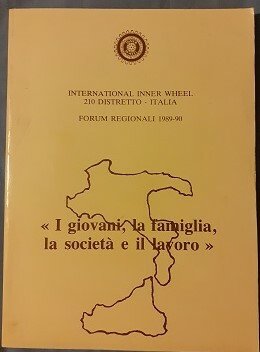 INTERNATIONAL INNER WHEEL
210 DISTRETTO - ITALIA
FORUM REGIONALI 1989-90
« I giovani, la famiglia,
la società e il lavoro »